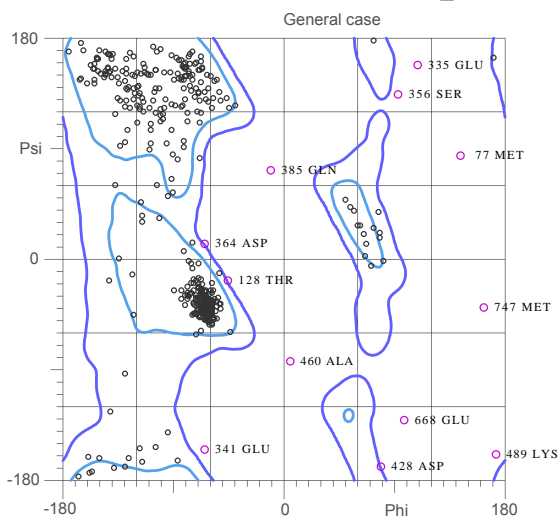 General case
180
335 GLU
356 SER
Psi
77 MET
385 GLN
364 ASP
0
128 THR
747 MET
460 ALA
668 GLU
341 GLU
489 LYS
428 ASP
-180
-180 0 Phi 180